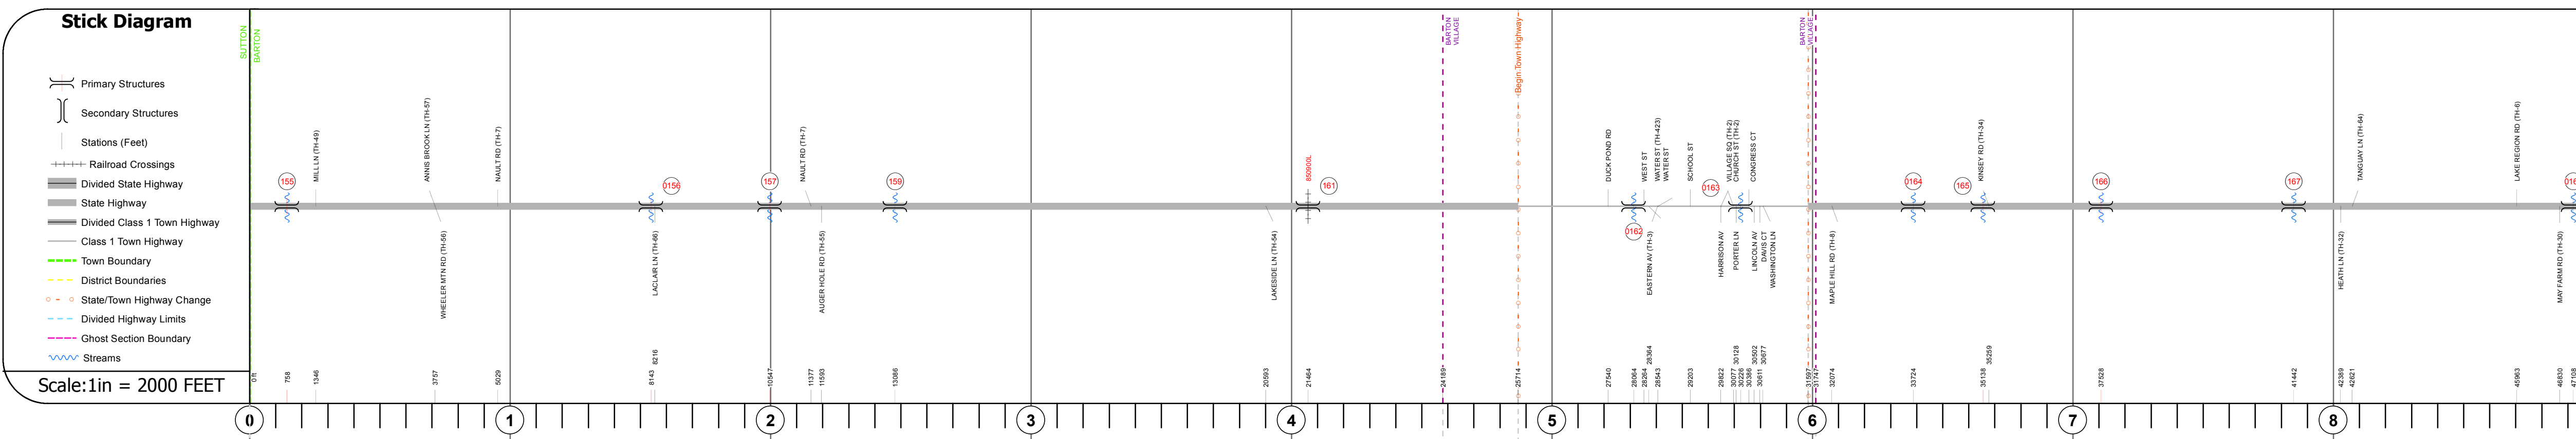 Stick Diagram
Primary Structures
Secondary Structures
Stations (Feet)
Railroad Crossings
Divided State Highway
State Highway
Divided Class 1 Town Highway
Class 1 Town Highway
Town Boundary
District Boundaries
State/Town Highway Change
Divided Highway Limits
Ghost Section Boundary
Streams
Scale:1in = 2000 FEET
SUTTON
BARTON
BARTON
VILLAGE
Begin Town Highway
BARTON
VILLAGE
MILL LN (TH-49)
ANNIS BROOK LN (TH-57)
NAULT RD (TH-7)
NAULT RD (TH-7)
850900L
DUCK POND RD
WEST ST
WATER ST (TH-423)
WATER ST
SCHOOL ST
VILLAGE SQ (TH-2)
CHURCH ST (TH-2)
CONGRESS CT
KINSEY RD (TH-34)
TANGUAY LN (TH-64)
LAKE REGION RD (TH-6)
155
0156
157
159
161
0162
0163
0164
165
166
167
WHEELER MTN RD (TH-56)
LACLAIR LN (TH-66)
AUGER HOLE RD (TH-55)
LAKESIDE LN (TH-54)
EASTERN AV (TH-3)
HARRISON AV
PORTER LN
LINCOLN AV
DAVIS CT
WASHINGTON LN
MAPLE HILL RD (TH-8)
HEATH LN (TH-32)
MAY FARM RD (TH-30)
0 ft
758
1346
3757
5029
8143
8216
10547
11377
11593
13086
20593
21464
24189
25714
27540
28064
28264
28364
28543
29203
29822
30077
30128
30226
30386
30502
30611
30677
31597
31747
32074
33724
35138
35259
37528
41442
42389
42621
45963
46830
47108
0
1
2
3
4
5
6
7
8